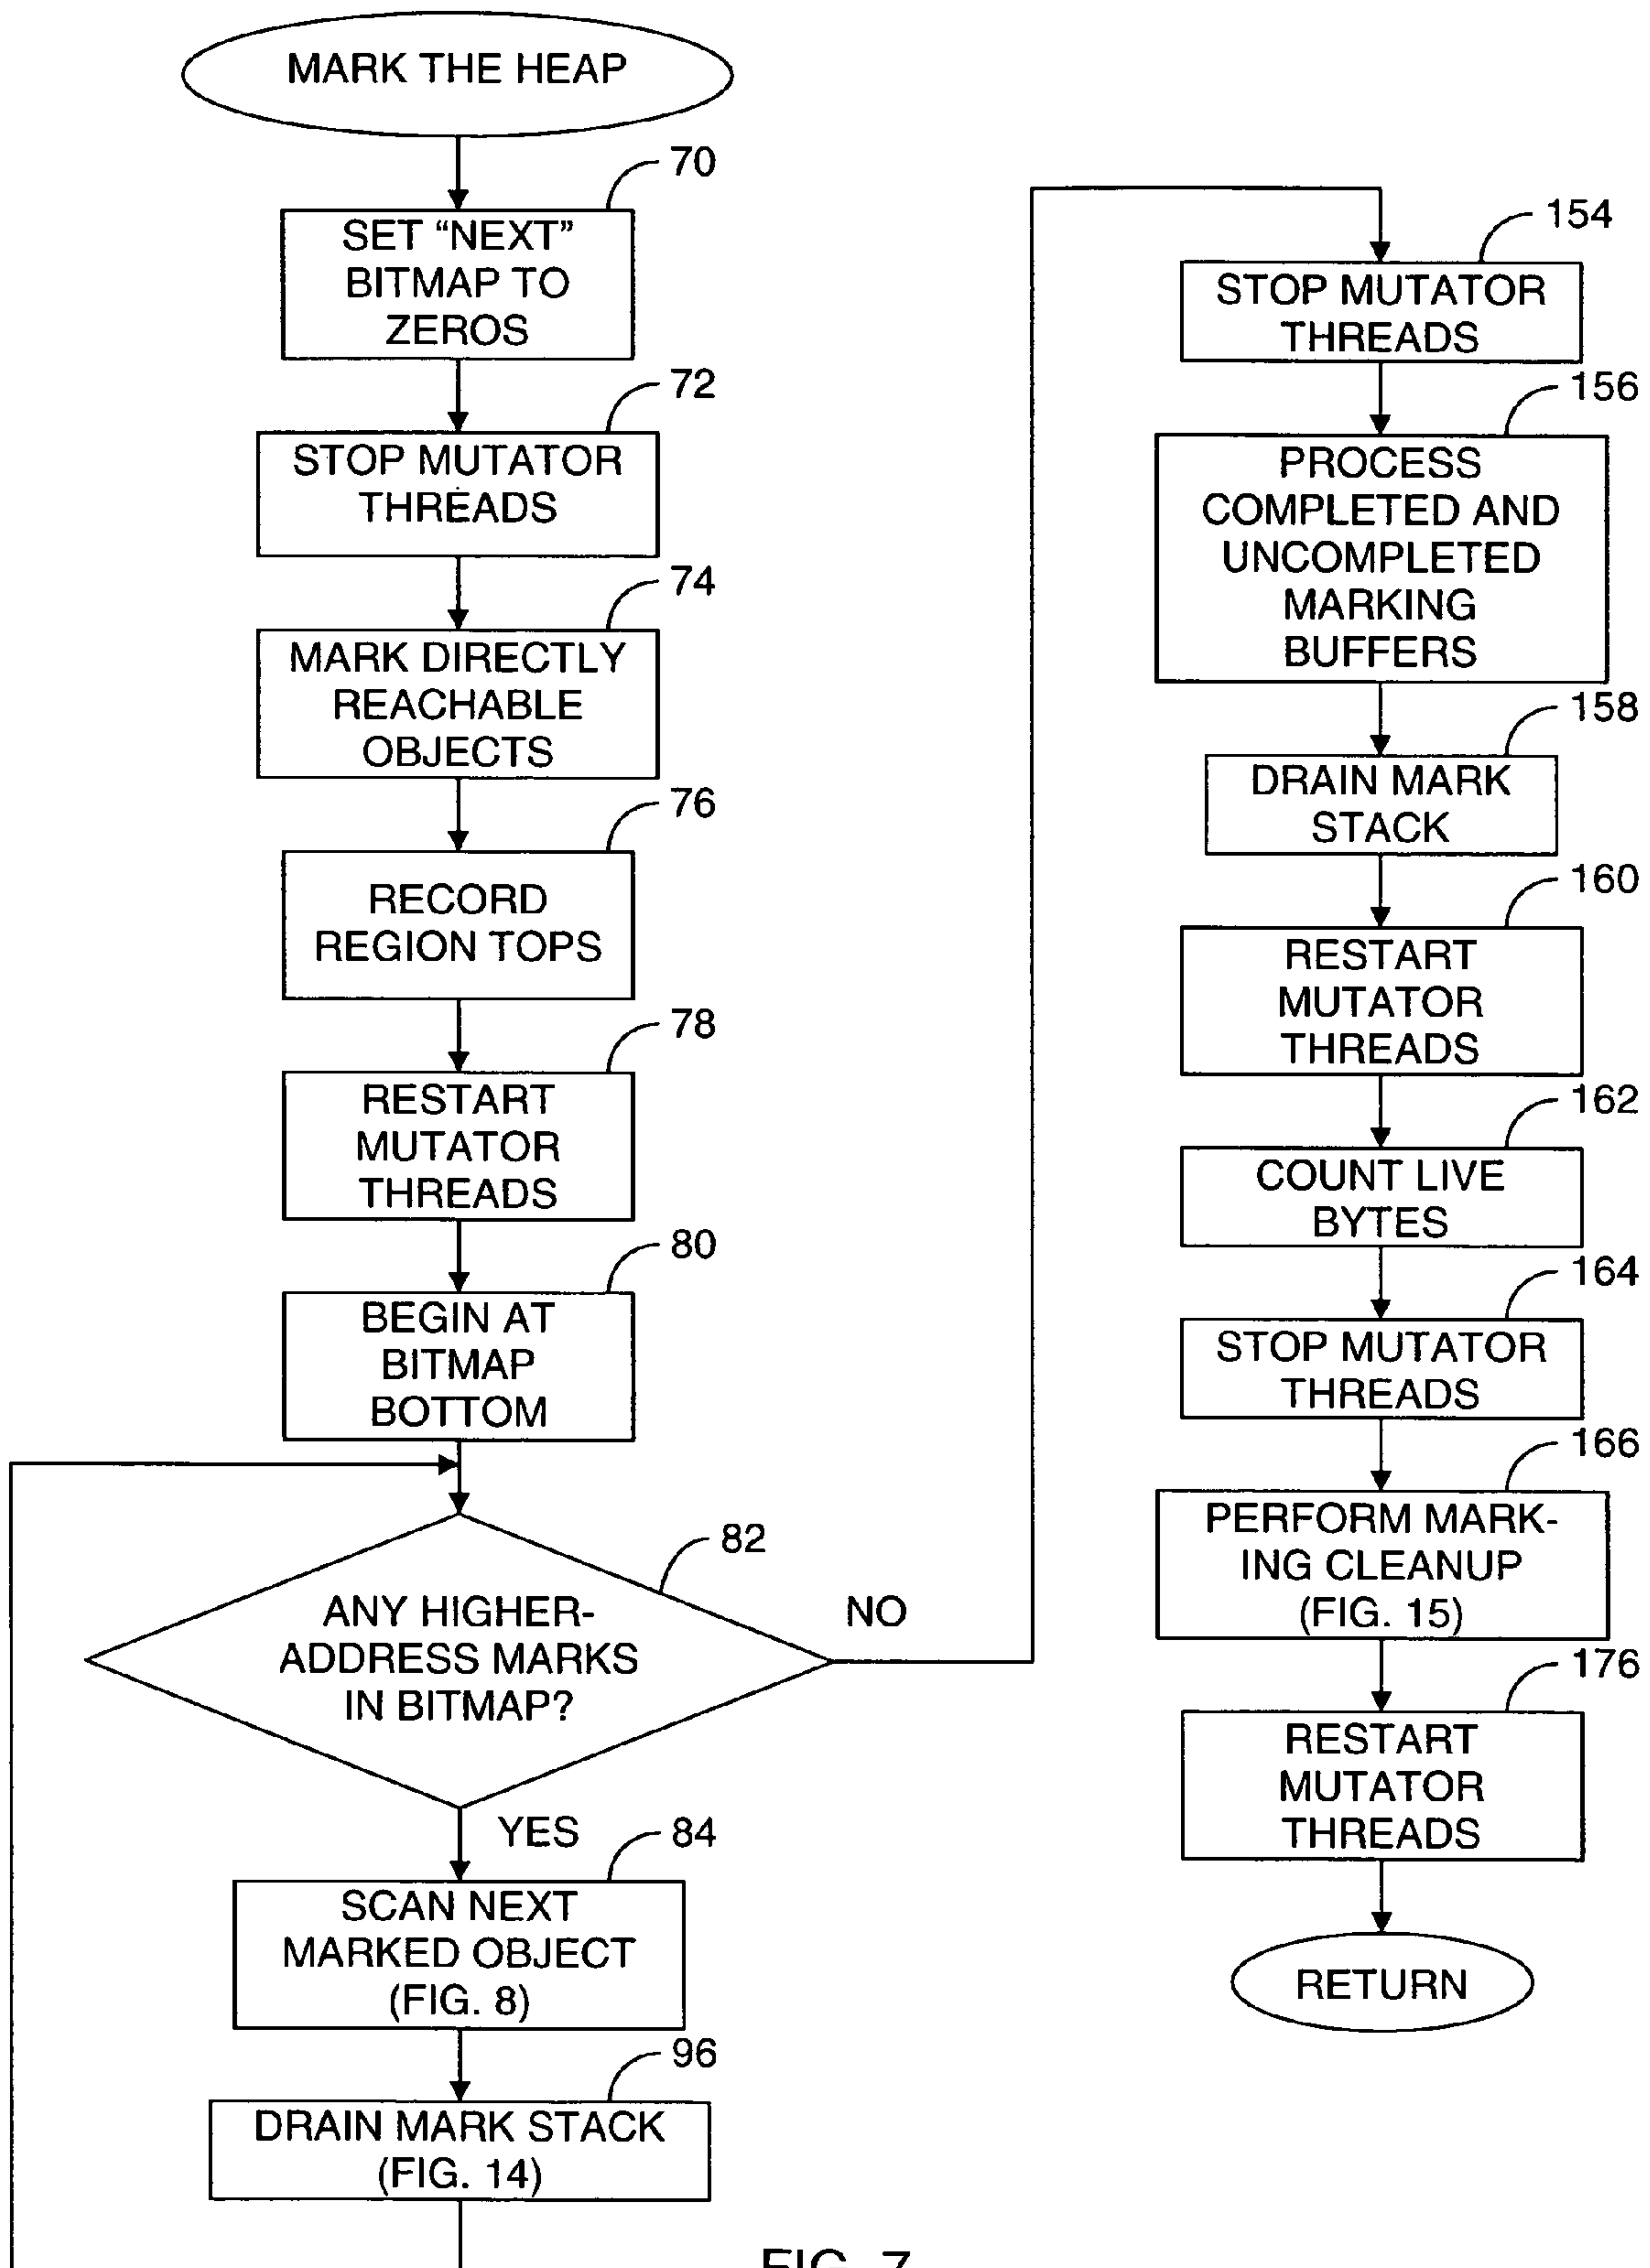 MARK THE HEAP
70
SET “NEXT”
BITMAP TO
ZEROS
72
STOP MUTATOR
THREADS
74
MARK DIRECTLY
REACHABLE
OBJECTS
76
RECORD
REGION TOPS
78
RESTART
MUTATOR
THREADS
80
BEGIN AT
BITMAP
BOTTOM
82
ANY HIGHER-
ADDRESS MARKS
IN BITMAP?
NO
YES
84
SCAN NEXT
MARKED OBJECT
(FIG. 8)
96
DRAIN MARK STACK
(FIG. 14)
154
STOP MUTATOR
THREADS
156
PROCESS
COMPLETED AND
UNCOMPLETED
MARKING
BUFFERS
158
DRAIN MARK
STACK
160
RESTART
MUTATOR
THREADS
162
COUNT LIVE
BYTES
164
STOP MUTATOR
THREADS
166
PERFORM MARK-
ING CLEANUP
(FIG. 15)
176
RESTART
MUTATOR
THREADS
RETURN
FIG. 7